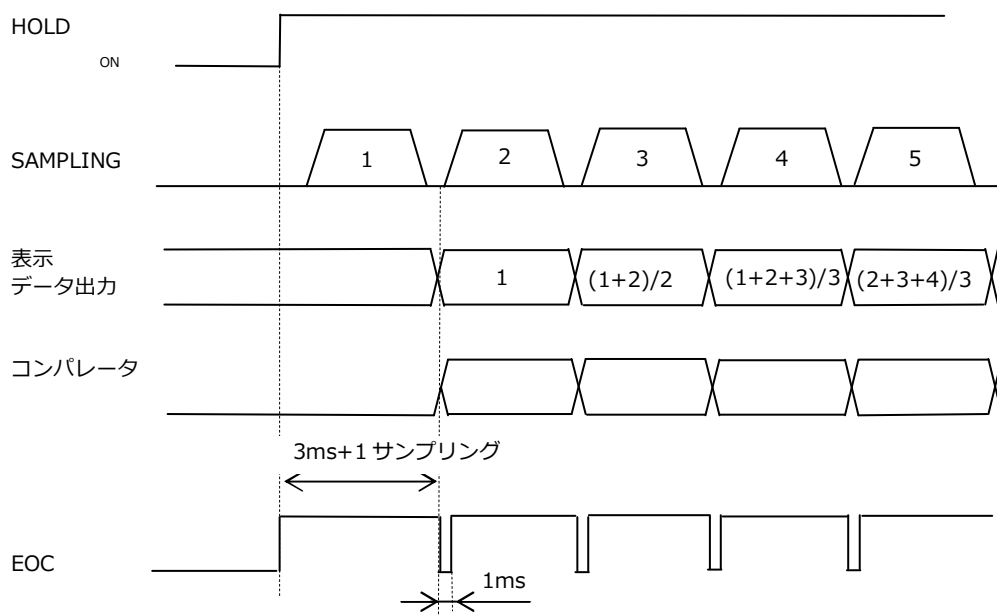 HOLD
ON
SAMPLING
1
2
3
4
5
表示
データ出力
1
(1+2)/2
(1+2+3)/3
(2+3+4)/3
コンパレータ
3ms+1 サンプリング
EOC
1ms